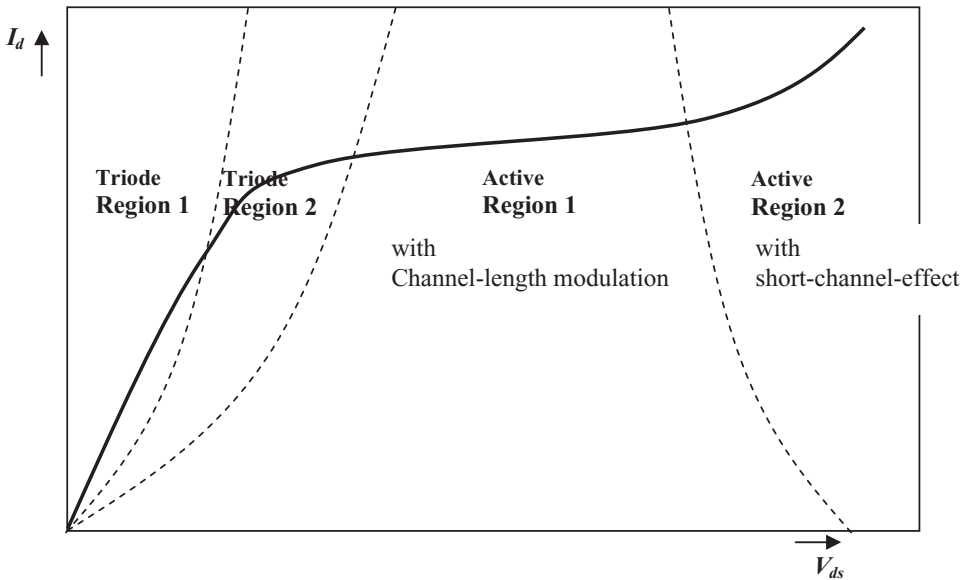 I_d
Triode
Region 1
Triode
Region 2
Active
Region 1
with
Channel-length modulation
Active
Region 2
with
short-channel-effect
V_ds